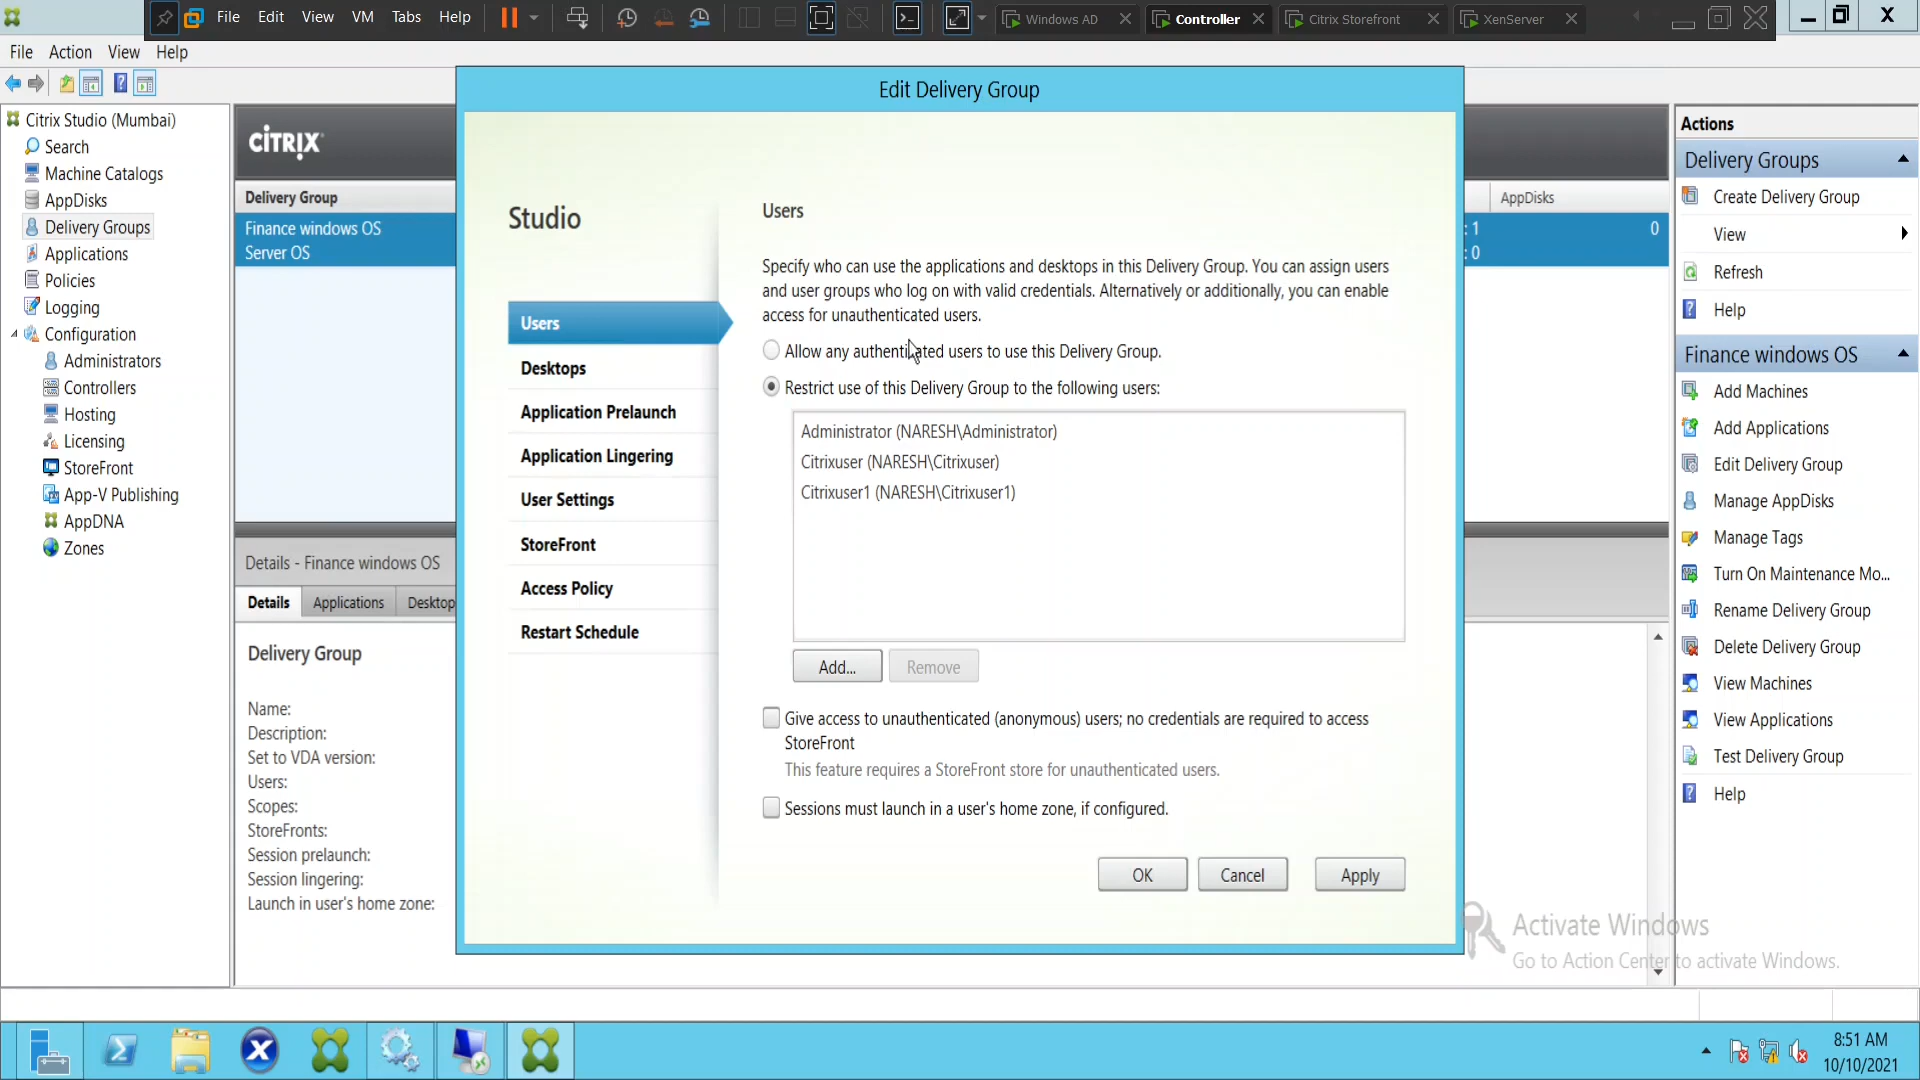 File Edit View VM Tabs Help
Windows AD
Controller
Citrix Storefront
XenServer
File Action View Help
Citrix Studio (Mumbai)
Search
Machine Catalogs
AppDisks
Delivery Groups
Applications
Policies
Logging
Configuration
Administrators
Controllers
Hosting
Licensing
StoreFront
App-V Publishing
AppDNA
Zones
CITRIX
Delivery Group
Finance windows OS
Server OS
Details - Finance windows OS
Details Applications Desktop
Delivery Group
Name:
Description:
Set to VDA version:
Users:
Scopes:
StoreFronts:
Session prelaunch:
Session lingering:
Launch in user's home zone:
Edit Delivery Group
Studio
Users
Desktops
Application Prelaunch
Application Lingering
User Settings
StoreFront
Access Policy
Restart Schedule
Users
Specify who can use the applications and desktops in this Delivery Group. You can assign users
and user groups who log on with valid credentials. Alternatively or additionally, you can enable
access for unauthenticated users.
Allow any authenticated users to use this Delivery Group.
Restrict use of this Delivery Group to the following users:
Administrator (NARESH\Administrator)
Citrixuser (NARESH\Citrixuser)
Citrixuser1 (NARESH\Citrixuser1)
Add... Remove
Give access to unauthenticated (anonymous) users; no credentials are required to access
StoreFront
This feature requires a StoreFront store for unauthenticated users.
Sessions must launch in a user's home zone, if configured.
OK Cancel Apply
AppDisks
: 1 0
: 0
Actions
Delivery Groups
Create Delivery Group
View
Refresh
Help
Finance windows OS
Add Machines
Add Applications
Edit Delivery Group
Manage AppDisks
Manage Tags
Turn On Maintenance Mo...
Rename Delivery Group
Delete Delivery Group
View Machines
View Applications
Test Delivery Group
Help
Activate Windows
Go to Action Center to activate Windows.
8:51 AM
10/10/2021